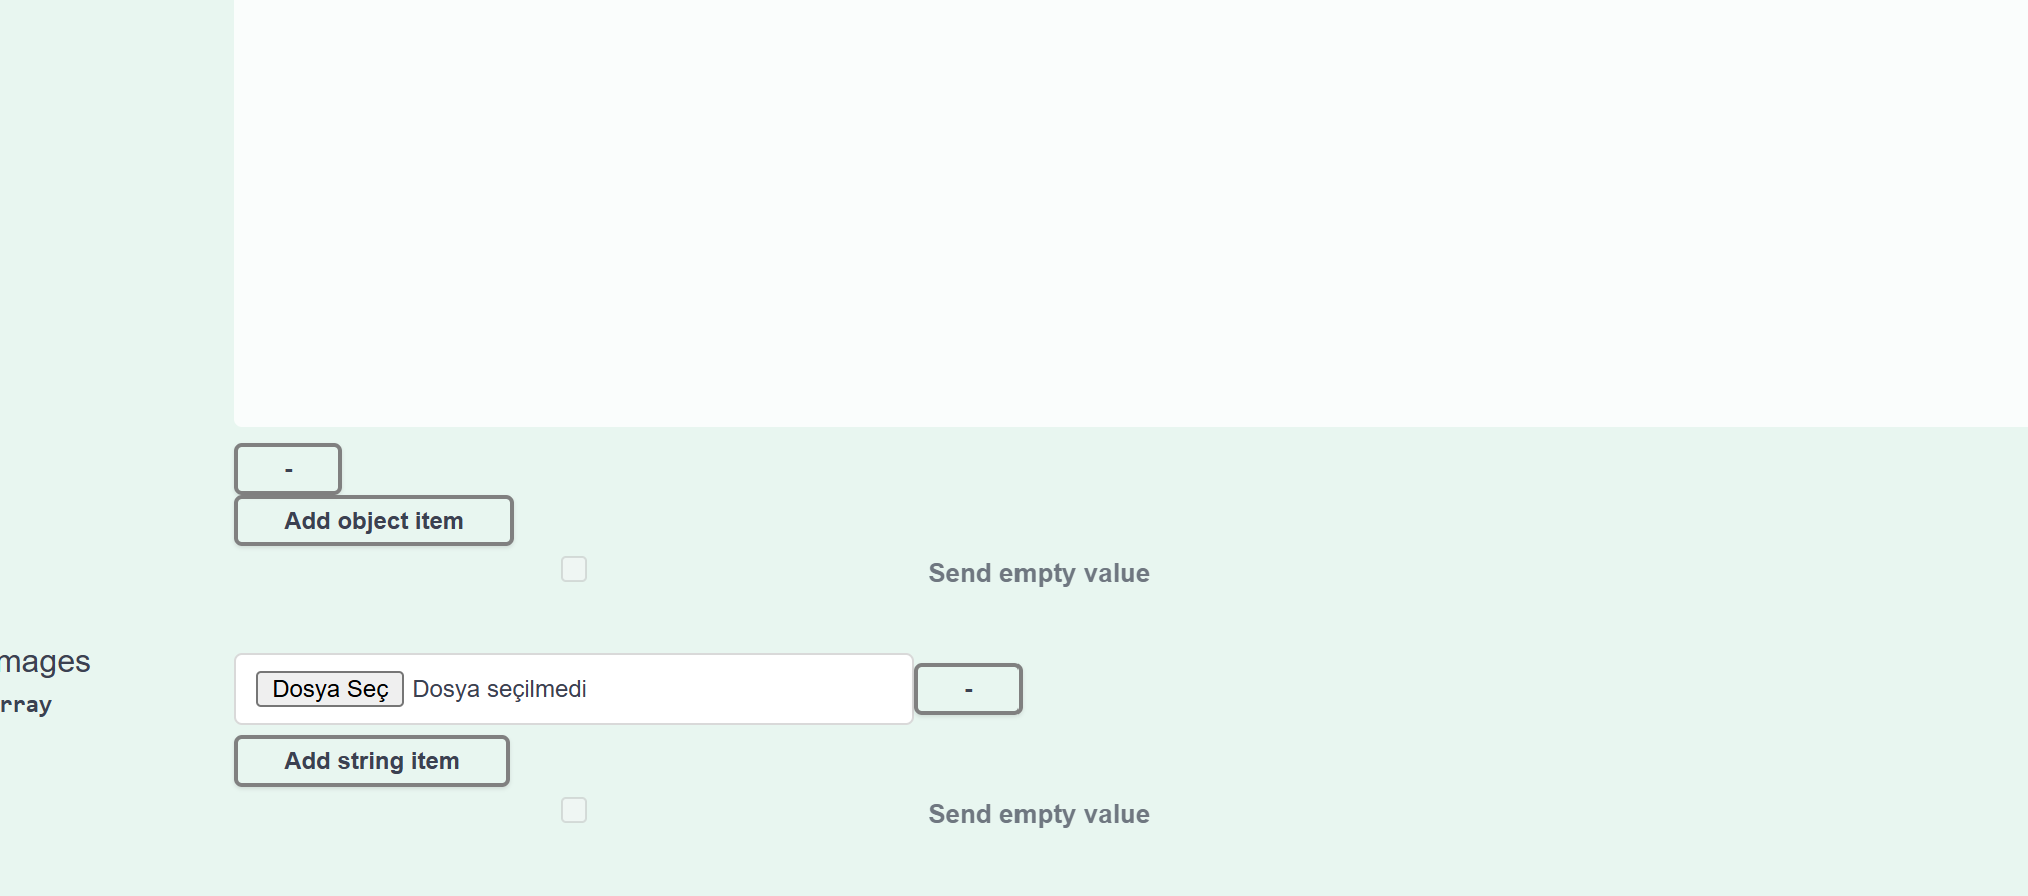 -
Add object item
Send empty value
mages
Dosya Seç Dosya seçilmedi -
rray
Add string item
Send empty value